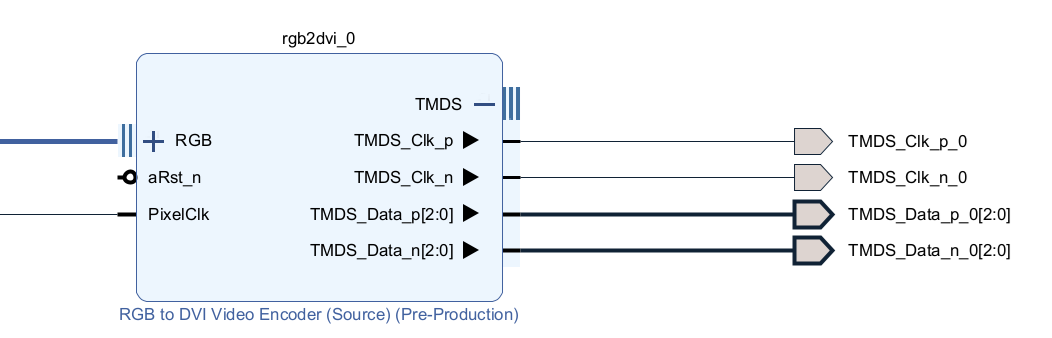 rgb2dvi_0
TMDS
RGB
TMDS_Clk_p
TMDS_Clk_p_0
aRst_n
TMDS_Clk_n
TMDS_Clk_n_0
PixelClk
TMDS_Data_p[2:0]
TMDS_Data_p_0[2:0]
TMDS_Data_n[2:0]
TMDS_Data_n_0[2:0]
RGB to DVI Video Encoder (Source) (Pre-Production)